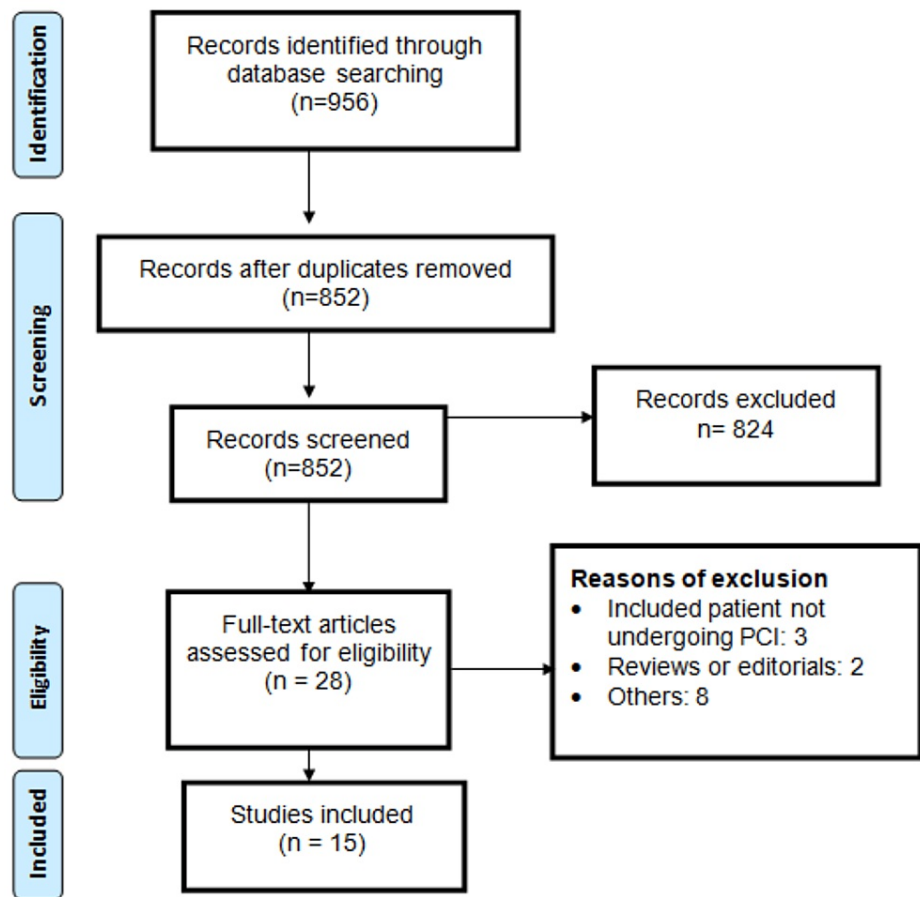 Identification
Records identified through
database searching
(n=956)
Screening
Records after duplicates removed
(n=852)
Records screened
(n=852)
Records excluded
n= 824
Eligibility
Full-text articles
assessed for eligibility
(n = 28)
Reasons of exclusion
• Included patient not
undergoing PCI: 3
• Reviews or editorials: 2
• Others: 8
Included
Studies included
(n = 15)